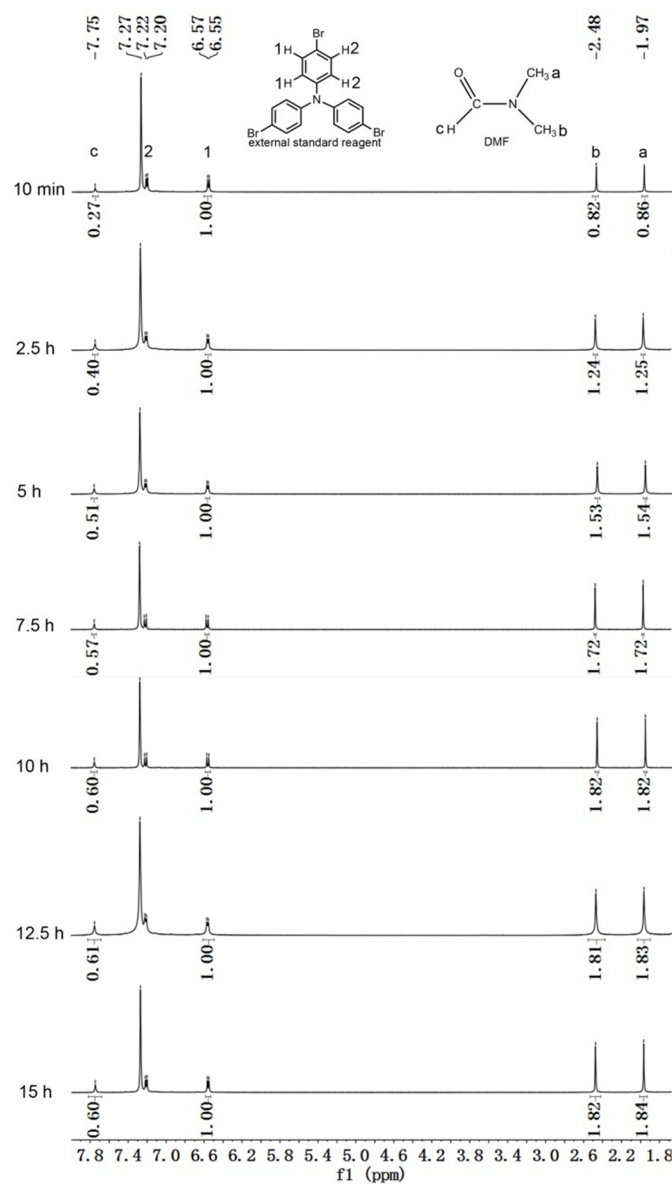 -7.75
7.27
7.22
7.20
6.57
6.55
-2.48
-1.97
Br
1H H2
1H H2
N
Br Br
external standard reagent
O
CH₃ a
N
C H
CH₃ b
DMF
c 2 1 b a
10 min
0.27 1.00 0.82 0.86
2.5 h
0.40 1.00 1.24 1.25
5 h
0.51 1.00 1.53 1.54
7.5 h
0.57 1.00 1.72 1.72
10 h
0.60 1.00 1.82 1.82
12.5 h
0.61 1.00 1.81 1.83
15 h
0.60 1.00 1.82 1.84
7.8 7.4 7.0 6.6 6.2 5.8 5.4 5.0 4.6 4.2 3.8 3.4 3.0 2.6 2.2 1.8
f1 (ppm)